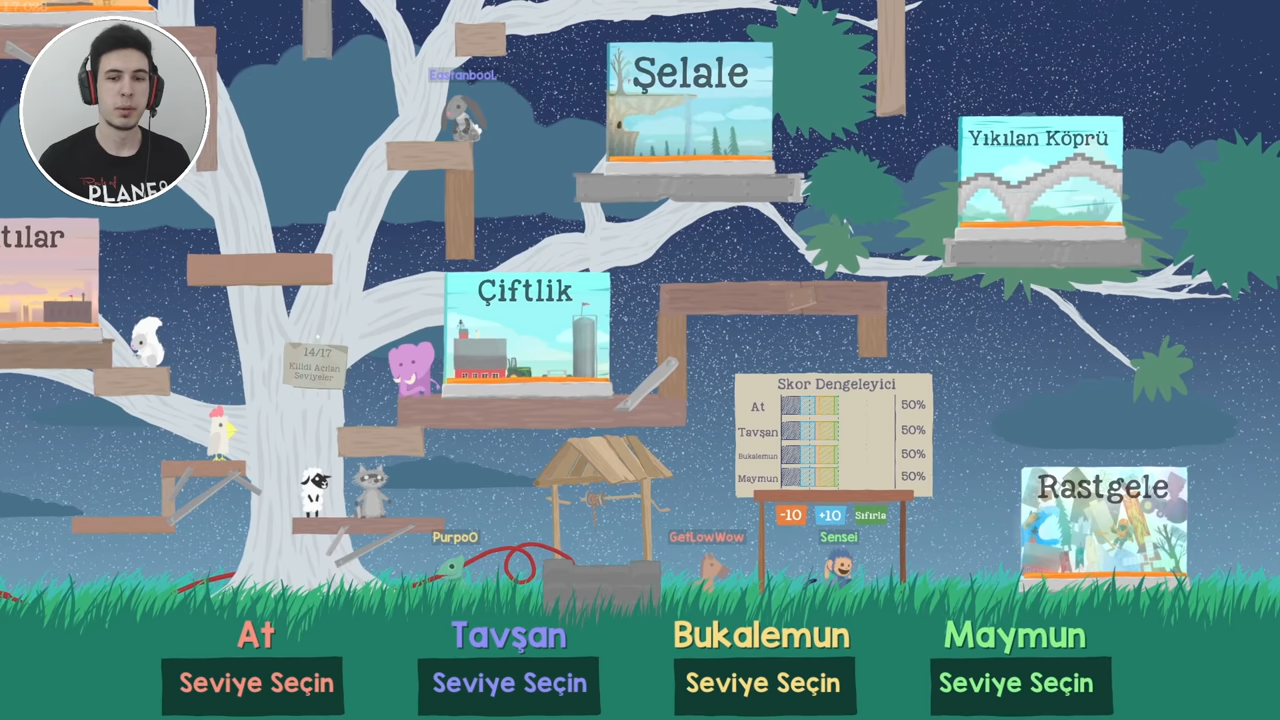 Şelale
Yıkılan Köprü
EastanbooL
PLANE
tılar
Çiftlik
14/17
Kilidi Açılan
Seviyeler
Skor Dengeleyici
At 50%
Tavşan 50%
Bukalemun 50%
Maymun 50%
-10 +10 Sıfırla
Rastgele
PurpoO
GetLowWow
Sensei
At Tavşan Bukalemun Maymun
Seviye Seçin Seviye Seçin Seviye Seçin Seviye Seçin